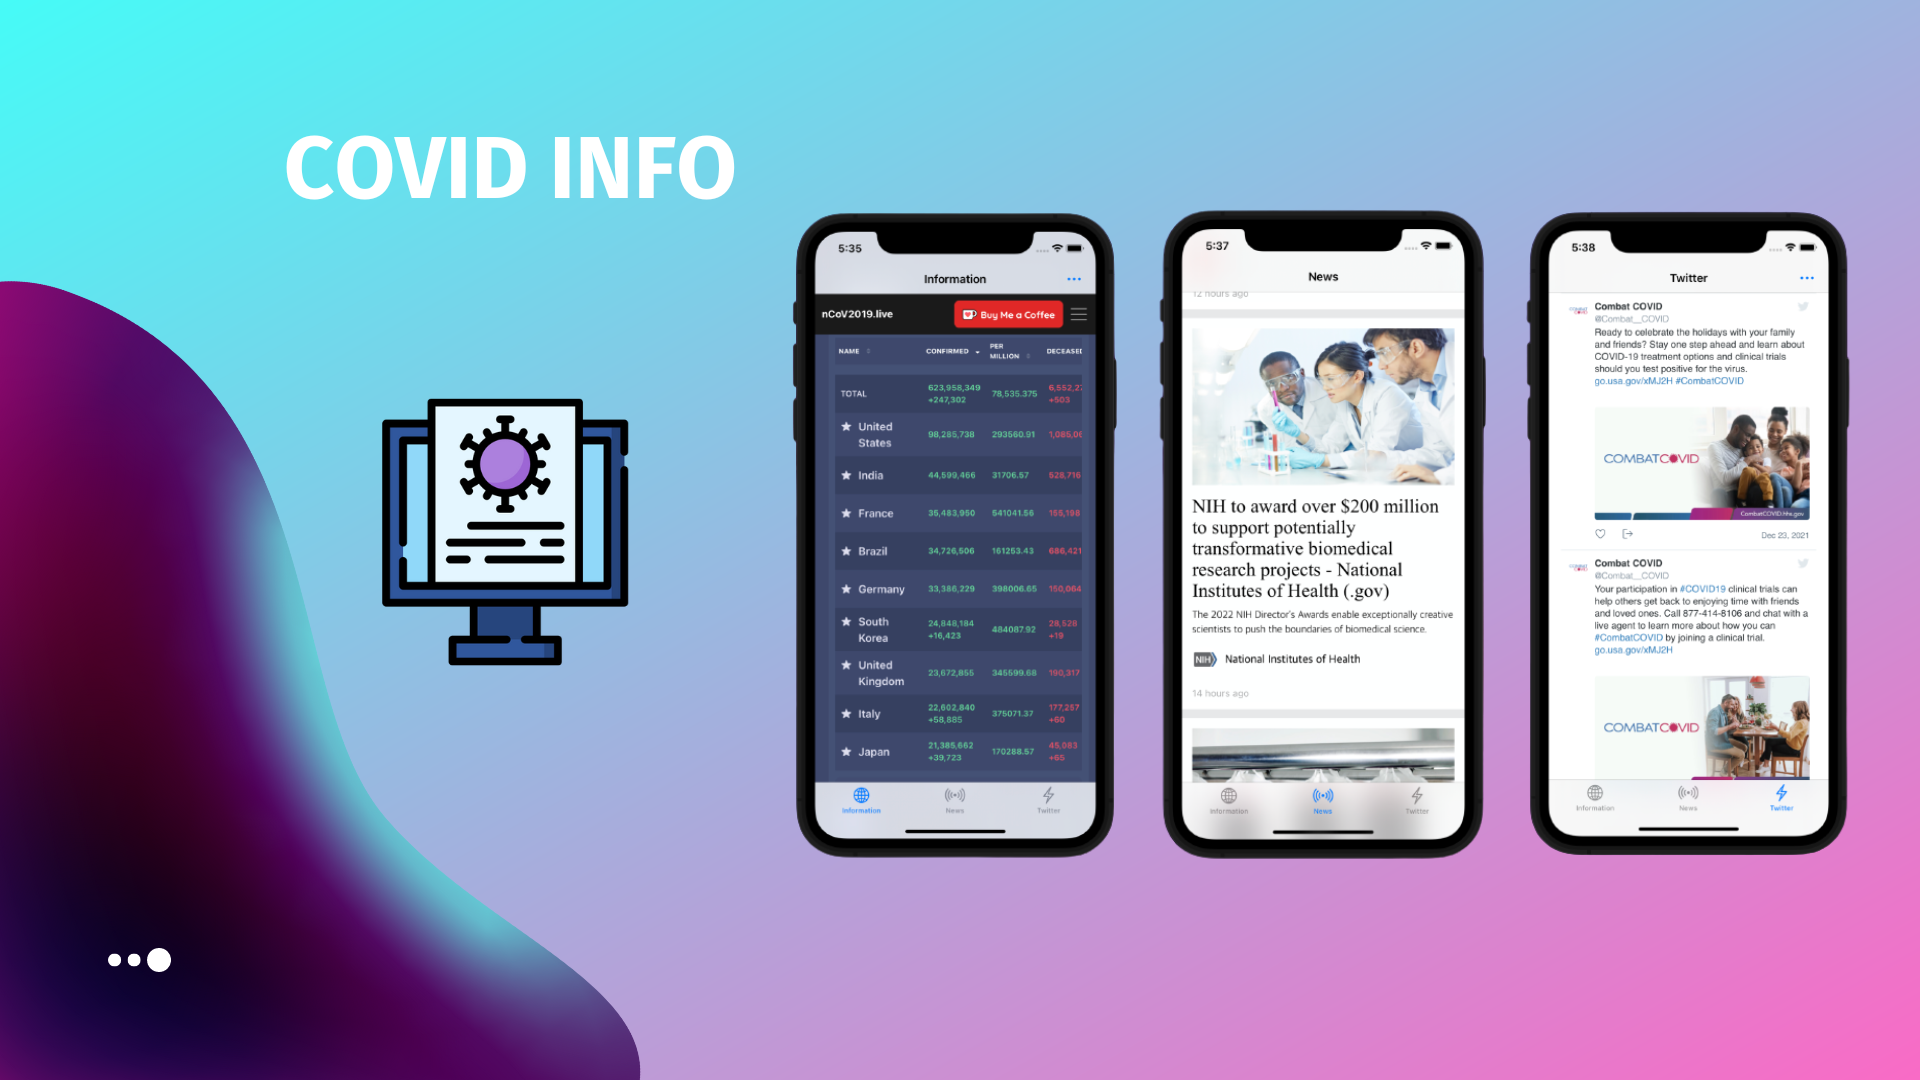 COVID INFO
5:35
Information
nCoV2019.live
Buy Me a Coffee
NAME
CONFIRMED
PER
MILLION
DECEASED
TOTAL
623,958,349
+247,302
78,535.375
6,552,27
+503
United
States
98,285,738
293560.91
1,085,06
India
44,599,466
31706.57
528,716
France
35,483,950
541041.56
155,198
Brazil
34,726,506
161253.43
686,421
Germany
33,386,229
398006.65
150,064
South
Korea
24,848,184
+16,423
484087.92
28,528
+19
United
Kingdom
23,672,855
345599.68
190,317
Italy
22,602,840
+58,885
375071.37
177,257
+60
Japan
21,385,662
+39,723
170288.57
45,083
+65
Information
News
Twitter
5:37
News
12 hours ago
NIH to award over $200 million
to support potentially
transformative biomedical
research projects - National
Institutes of Health (.gov)
The 2022 NIH Director's Awards enable exceptionally creative
scientists to push the boundaries of biomedical science.
NIH
National Institutes of Health
14 hours ago
Information
News
Twitter
5:38
Twitter
Combat COVID
@Combat_COVID
Ready to celebrate the holidays with your family
and friends? Stay one step ahead and learn about
COVID-19 treatment options and clinical trials
should you test positive for the virus.
go.usa.gov/xMJ2H #CombatCOVID
COMBATCOVID
CombatCOVID.hhs.gov
Dec 23, 2021
Combat COVID
@Combat_COVID
Your participation in #COVID19 clinical trials can
help others get back to enjoying time with friends
and loved ones. Call 877-414-8106 and chat with a
live agent to learn more about how you can
#CombatCOVID by joining a clinical trial.
go.usa.gov/xMJ2H
COMBATCOVID
Information
News
Twitter